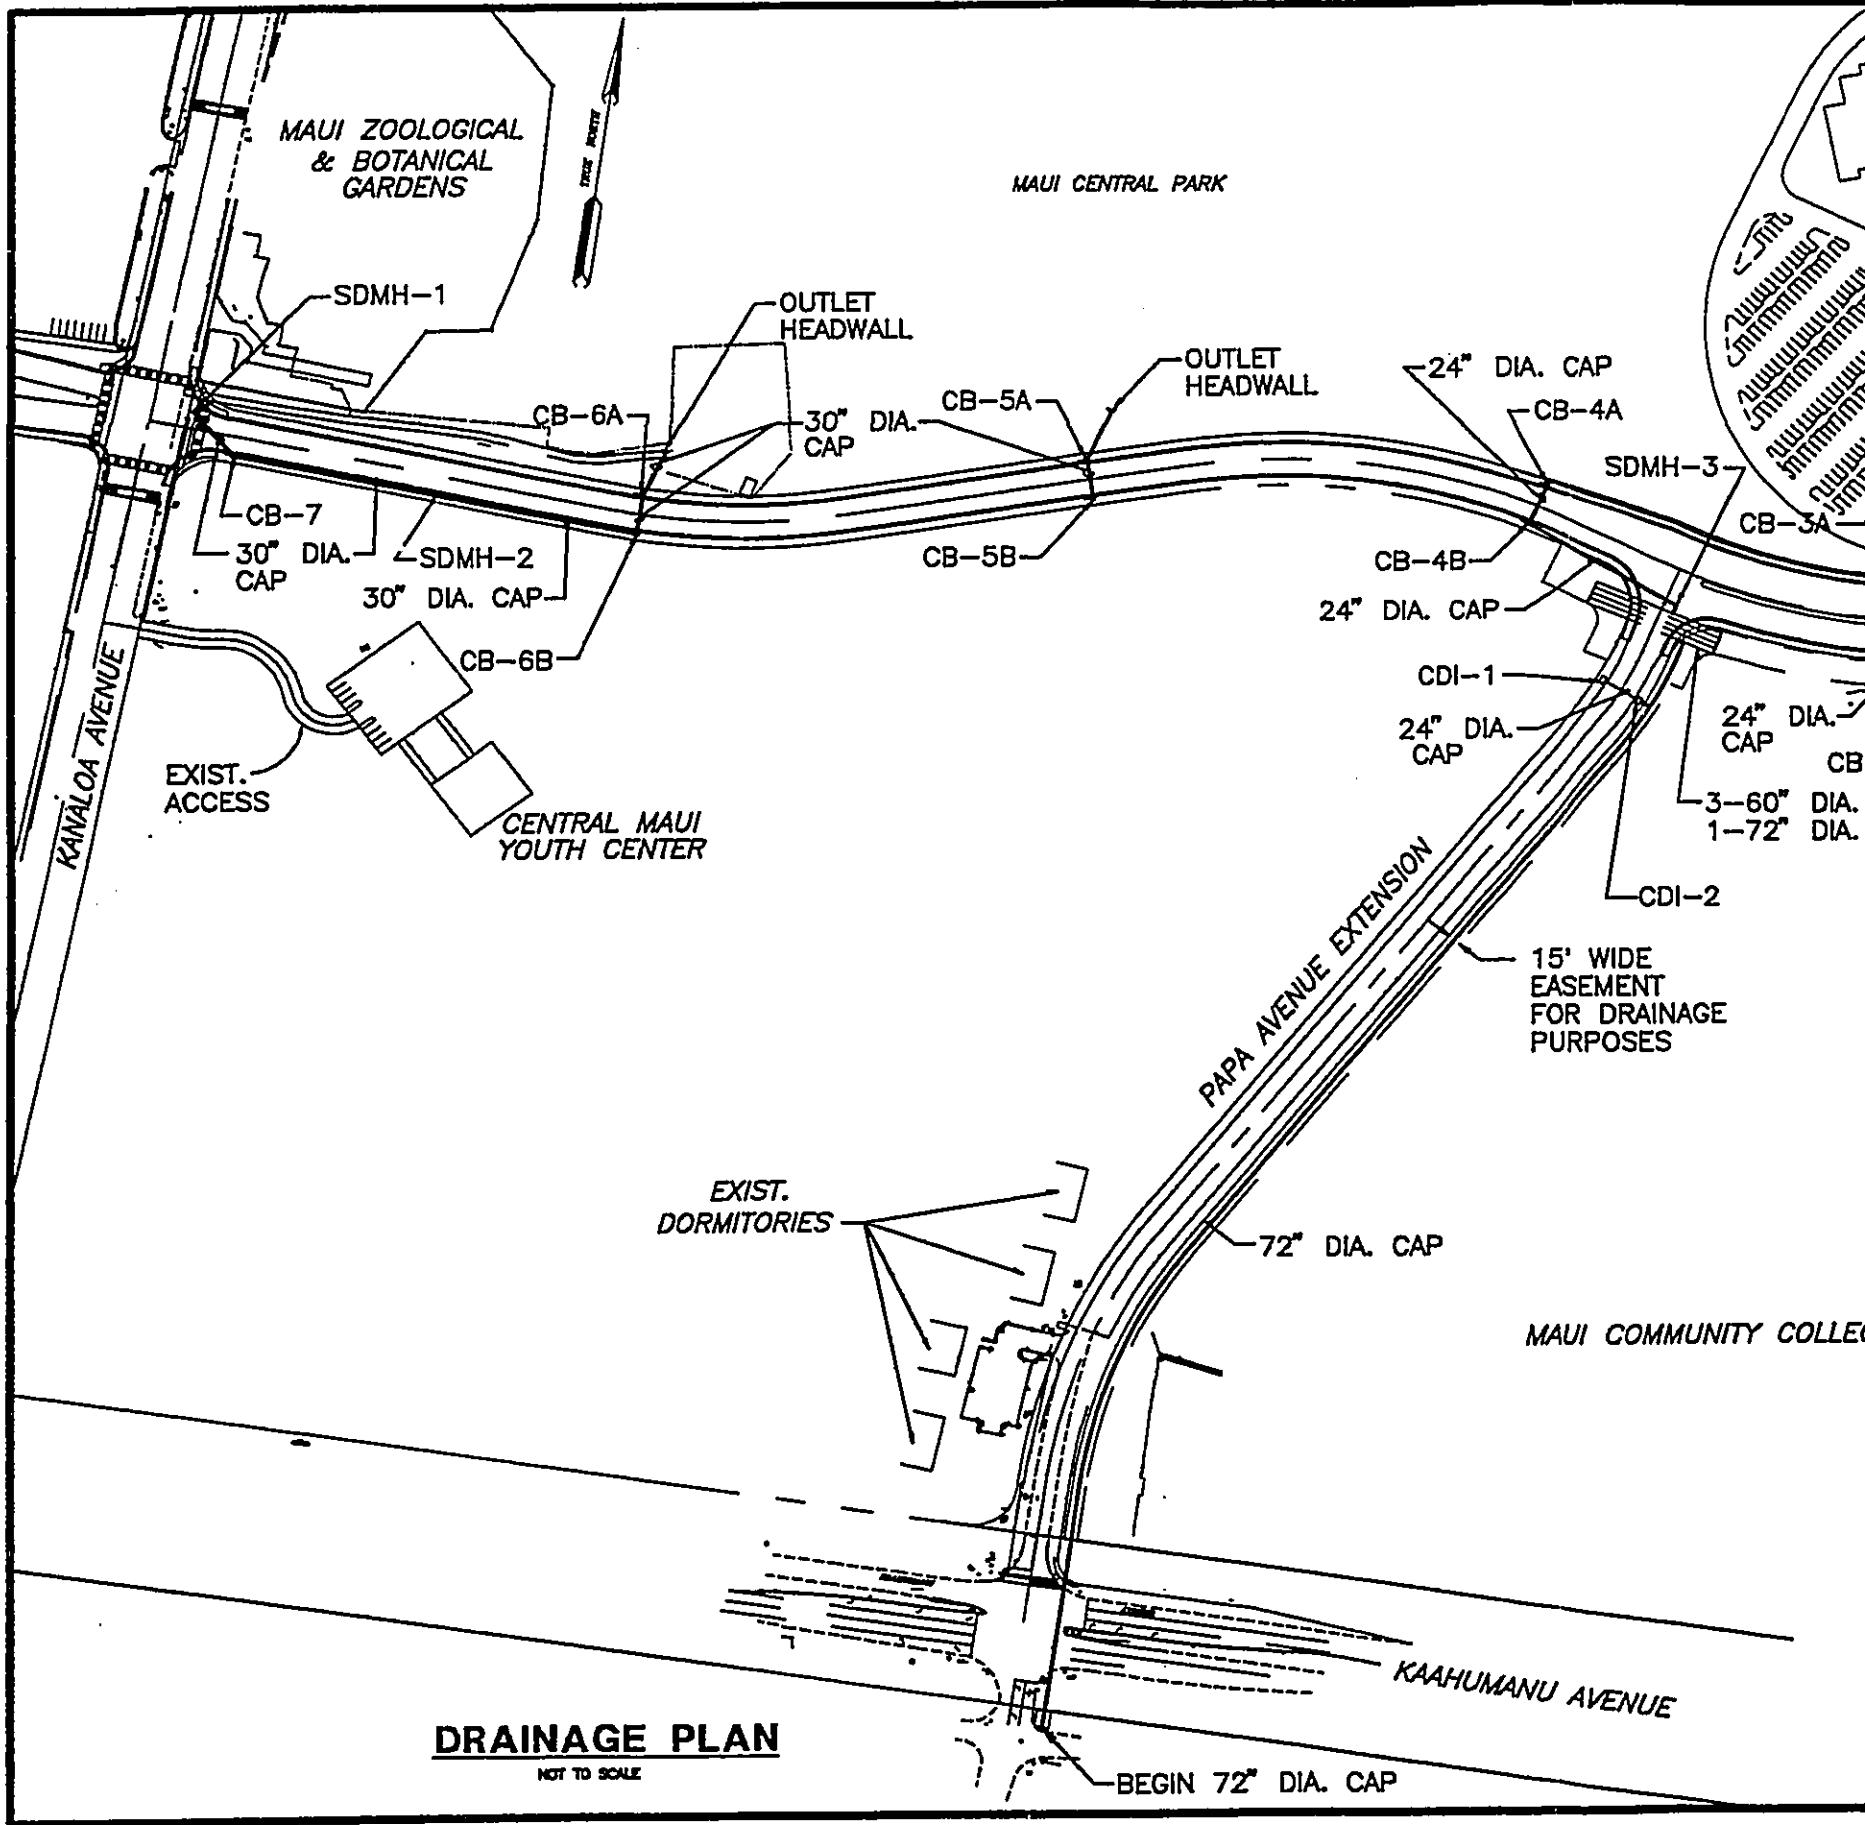 MAUI ZOOLOGICAL
& BOTANICAL
GARDENS
TRUE NORTH
MAUI CENTRAL PARK
SDMH-1
OUTLET
HEADWALL
OUTLET
HEADWALL
24" DIA. CAP
CB-6A
CB-5A
CB-4A
30" DIA.
CAP
SDMH-3
CB-7
CB-3A
30" DIA.
CAP
SDMH-2
CB-5B
CB-4B
30" DIA. CAP
24" DIA. CAP
CB-6B
CDI-1
24" DIA.
CAP
24" DIA.
CAP
CB
KANALOA AVENUE
EXIST.
ACCESS
3-60" DIA.
1-72" DIA.
CENTRAL MAUI
YOUTH CENTER
CDI-2
PAPA AVENUE EXTENSION
15' WIDE
EASEMENT
FOR DRAINAGE
PURPOSES
EXIST.
DORMITORIES
72" DIA. CAP
MAUI COMMUNITY COLLEG
KAAHUMANU AVENUE
DRAINAGE PLAN
NOT TO SCALE
BEGIN 72" DIA. CAP